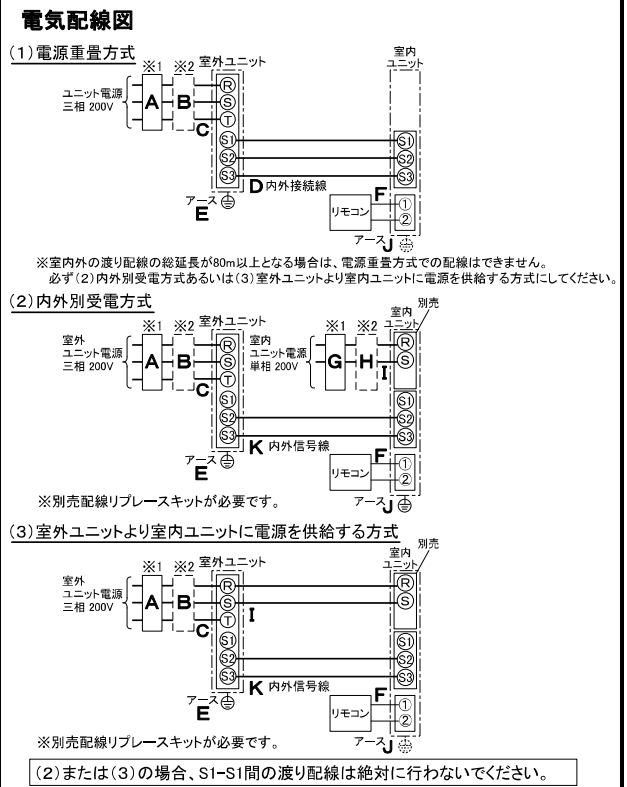 電気配線図
(1)電源重畳方式
※1 ※2 室外ユニット
室内
ユニット
ユニット電源
三相 200V
A B
C
R
S
T
S1 S1
S2 S2
S3 S3
D 内外接続線
アース
E
リモコン
F
①
②
アース J
※室内外の渡り配線の総延長が80m以上となる場合は、電源重畳方式での配線はできません。
必ず(2)内外別受電方式あるいは(3)室外ユニットより室内ユニットに電源を供給する方式にしてください。
(2)内外別受電方式
※1 ※2 室外ユニット
※1 ※2
室内
ユニット
別売
室外
ユニット電源
三相 200V
A B
C
R
S
T
室内
ユニット電源
単相 200V
G H
I
R
S
S1 S1
S2 S2
S3 S3
K 内外信号線
アース
E
リモコン
F
①
②
アース J
※別売配線リプレースキットが必要です。
(3)室外ユニットより室内ユニットに電源を供給する方式
※1 ※2 室外ユニット
室内
ユニット
別売
室外
ユニット電源
三相 200V
A B
C
R R
S S
T
I
S1 S1
S2 S2
S3 S3
K 内外信号線
アース
E
リモコン
F
①
②
アース J
※別売配線リプレースキットが必要です。
(2)または(3)の場合、S1-S1間の渡り配線は絶対に行わないでください。